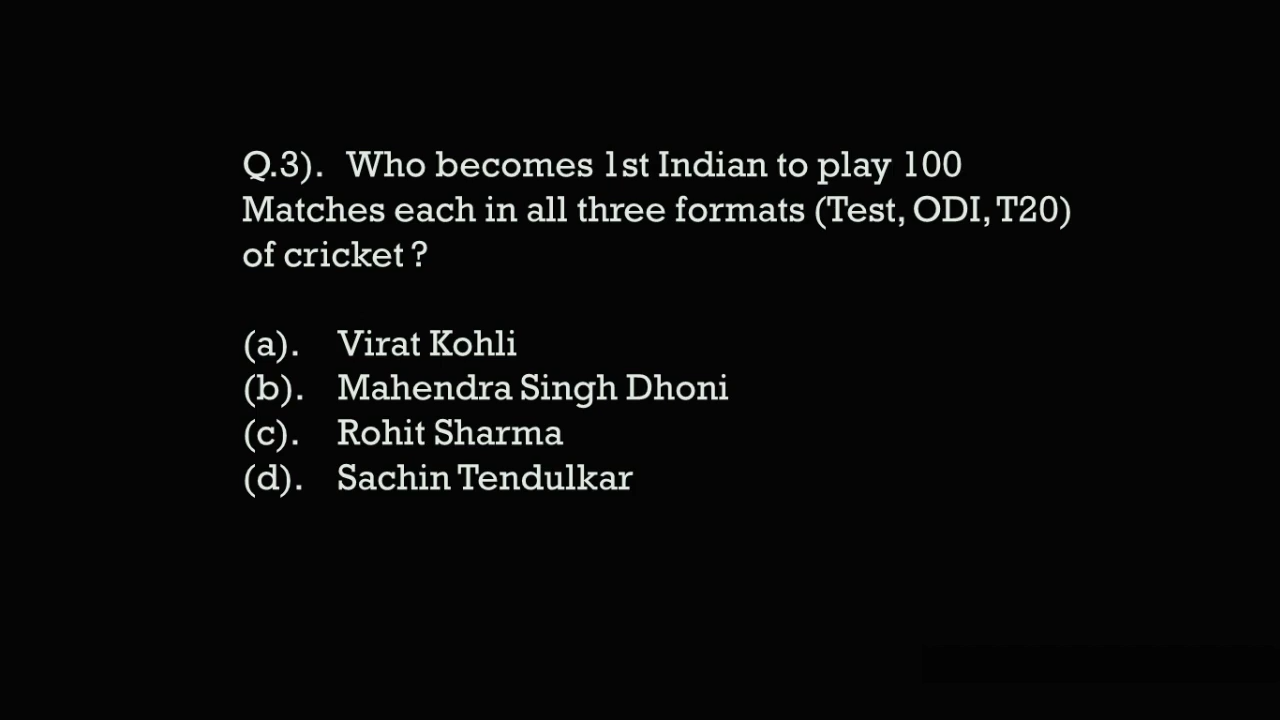 Q.3). Who becomes 1st Indian to play 100
Matches each in all three formats (Test, ODI, T20)
of cricket ?
(a). Virat Kohli
(b). Mahendra Singh Dhoni
(c). Rohit Sharma
(d). Sachin Tendulkar